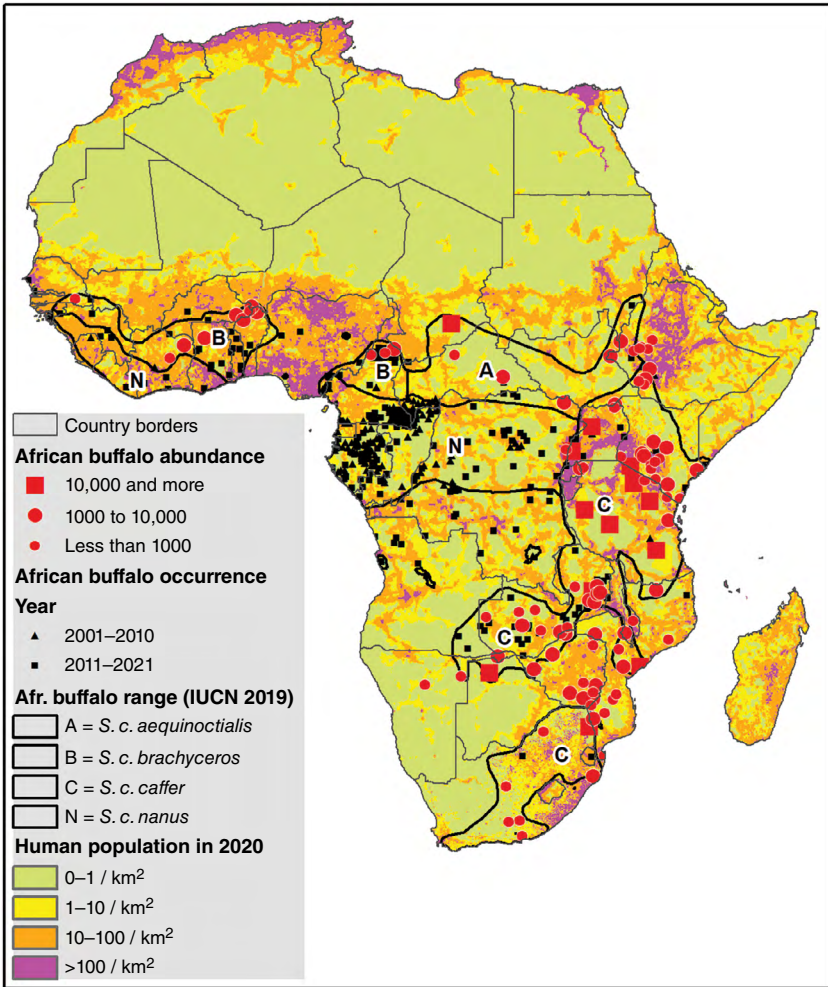 B
A
B
N
N
C
C
C
Country borders
African buffalo abundance
10,000 and more
1000 to 10,000
Less than 1000
African buffalo occurrence
Year
2001–2010
2011–2021
Afr. buffalo range (IUCN 2019)
A = S. c. aequinoctialis
B = S. c. brachyceros
C = S. c. caffer
N = S. c. nanus
Human population in 2020
0–1 / km²
1–10 / km²
10–100 / km²
>100 / km²